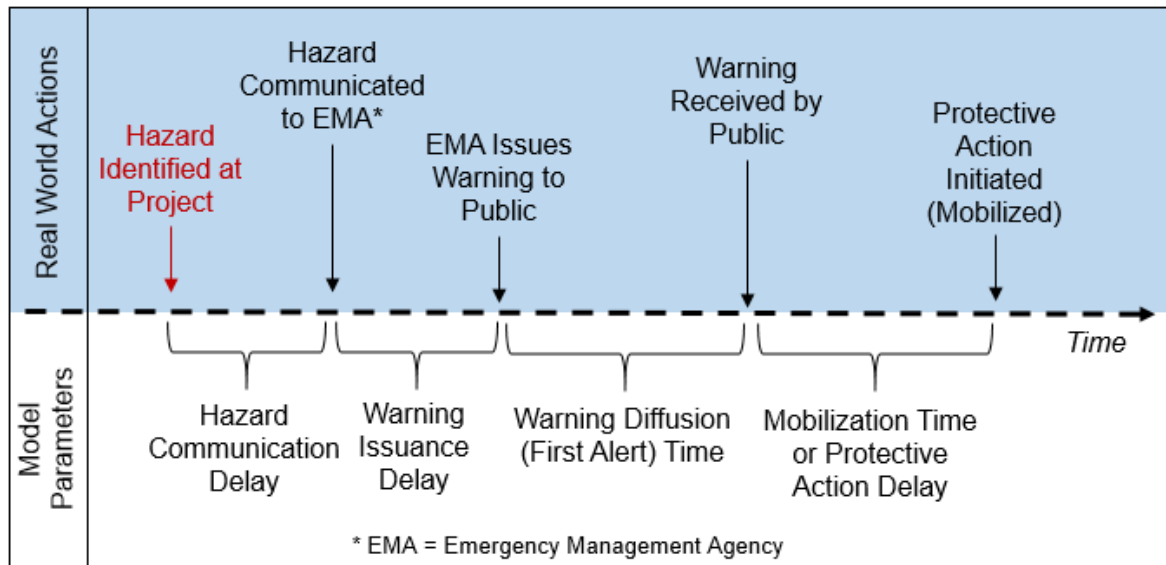 Real World Actions
Hazard
Identified at
Project
Hazard
Communicated
to EMA*
EMA Issues
Warning to
Public
Warning
Received by
Public
Protective
Action
Initiated
(Mobilized)
Time
Model
Parameters
Hazard
Communication
Delay
Warning
Issuance
Delay
Warning Diffusion
(First Alert) Time
Mobilization Time
or Protective
Action Delay
* EMA = Emergency Management Agency